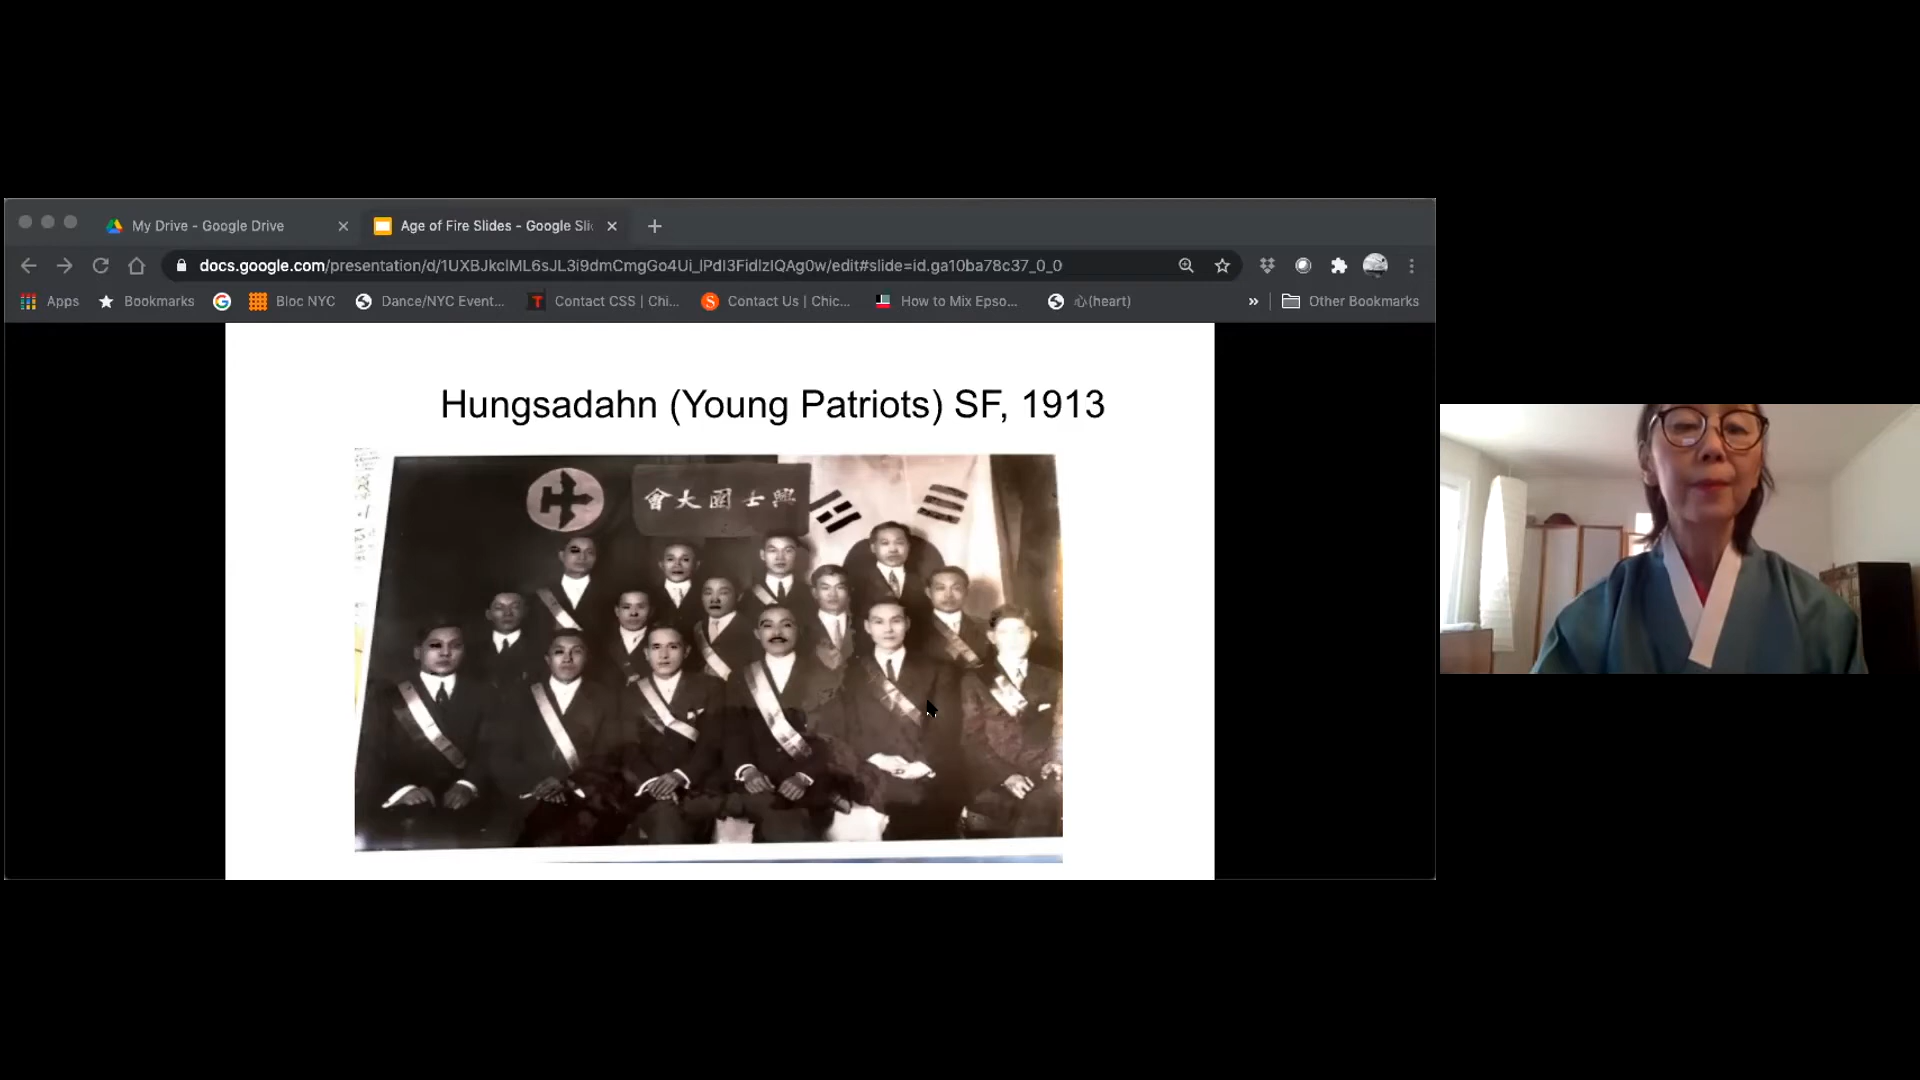 My Drive - Google Drive
Age of Fire Slides - Google Slic
docs.google.com/presentation/d/1UXBJkclML6sJL3i9dmCmgGo4Ui_lPdI3FidlzIQAg0w/edit#slide=id.ga10ba78c37_0_0
Apps
Bookmarks
Bloc NYC
Dance/NYC Event...
Contact CSS | Chi...
Contact Us | Chic...
How to Mix Epso...
心(heart)
»
Other Bookmarks
Hungsadahn (Young Patriots) SF, 1913
會大團士興